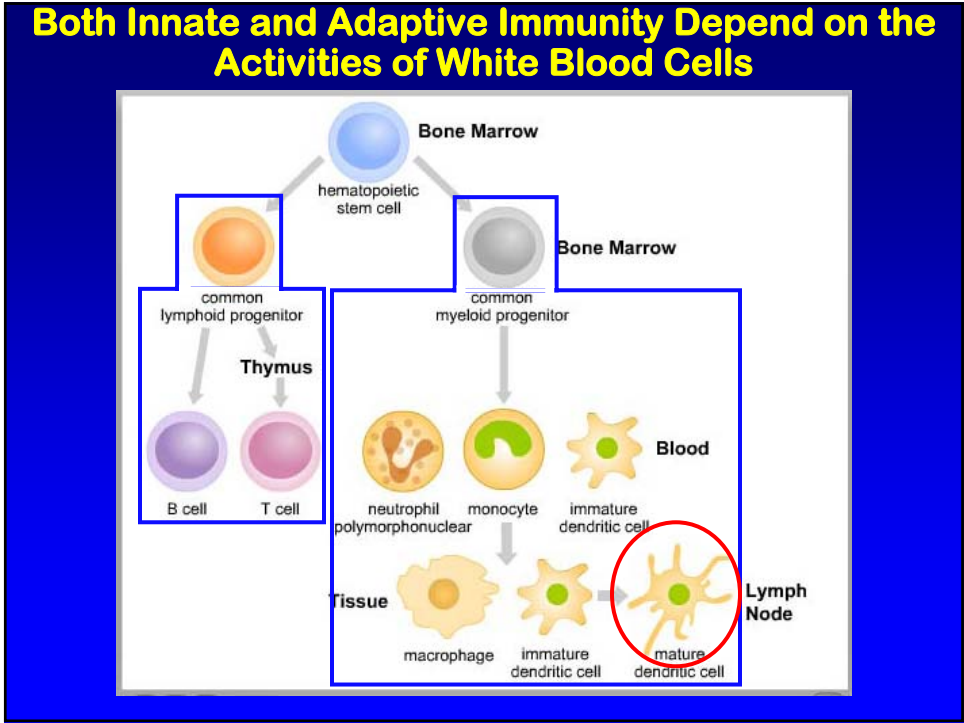 Both Innate and Adaptive Immunity Depend on the
Activities of White Blood Cells
Bone Marrow
hematopoietic
stem cell
Bone Marrow
common
lymphoid progenitor
common
myeloid progenitor
Thymus
Blood
B cell
T cell
neutrophil
polymorphonuclear
monocyte
immature
dendritic cell
Tissue
Lymph
Node
macrophage
immature
dendritic cell
mature
dendritic cell